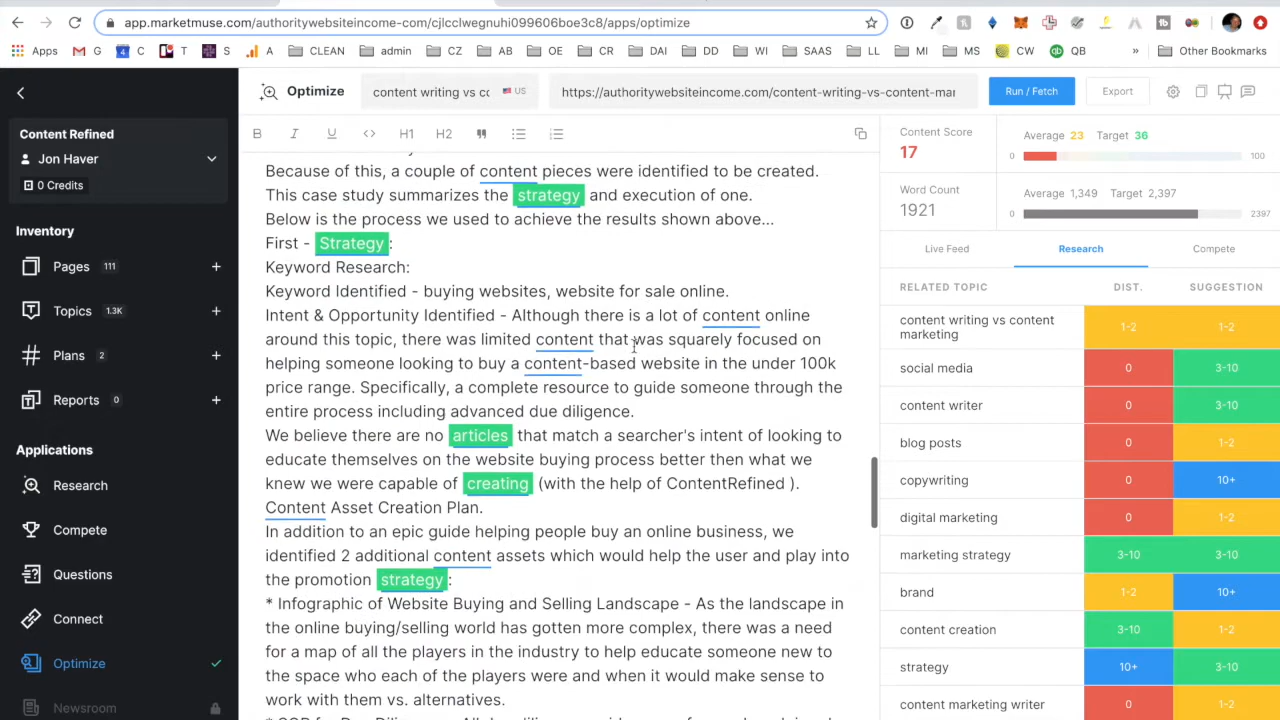 app.marketmuse.com/authoritywebsiteincome-com/cjlcclwegnuhi099606boe3c8/apps/optimize
Apps
G
4
C
T
S
A
CLEAN
admin
CZ
AB
OE
CR
DAI
DD
WI
SAAS
LL
MI
MS
CW
QB
»
Other Bookmarks
Content Refined
Jon Haver
0 Credits
Inventory
Pages 111 +
Topics 1.3K +
Plans 2 +
Reports 0 +
Applications
Research
Compete
Questions
Connect
Optimize
Newsroom
Optimize
content writing vs cc
US
https://authoritywebsiteincome.com/content-writing-vs-content-mar
Run / Fetch
Export
B I U <> H1 H2
Because of this, a couple of content pieces were identified to be created.
This case study summarizes the strategy and execution of one.
Below is the process we used to achieve the results shown above...
First - Strategy:
Keyword Research:
Keyword Identified - buying websites, website for sale online.
Intent & Opportunity Identified - Although there is a lot of content online
around this topic, there was limited content that was squarely focused on
helping someone looking to buy a content-based website in the under 100k
price range. Specifically, a complete resource to guide someone through the
entire process including advanced due diligence.
We believe there are no articles that match a searcher's intent of looking to
educate themselves on the website buying process better then what we
knew we were capable of creating (with the help of ContentRefined ).
Content Asset Creation Plan.
In addition to an epic guide helping people buy an online business, we
identified 2 additional content assets which would help the user and play into
the promotion strategy:
* Infographic of Website Buying and Selling Landscape - As the landscape in
the online buying/selling world has gotten more complex, there was a need
for a map of all the players in the industry to help educate someone new to
the space who each of the players were and when it would make sense to
work with them vs. alternatives.
Content Score
17
Average 23 Target 36
0 100
Word Count
1921
Average 1,349 Target 2,397
0 2397
Live Feed Research Compete
RELATED TOPIC DIST. SUGGESTION
content writing vs content
marketing 1-2 1-2
social media 0 3-10
content writer 0 3-10
blog posts 0 1-2
copywriting 0 10+
digital marketing 0 1-2
marketing strategy 3-10 3-10
brand 1-2 10+
content creation 3-10 1-2
strategy 10+ 3-10
content marketing writer 0 1-2